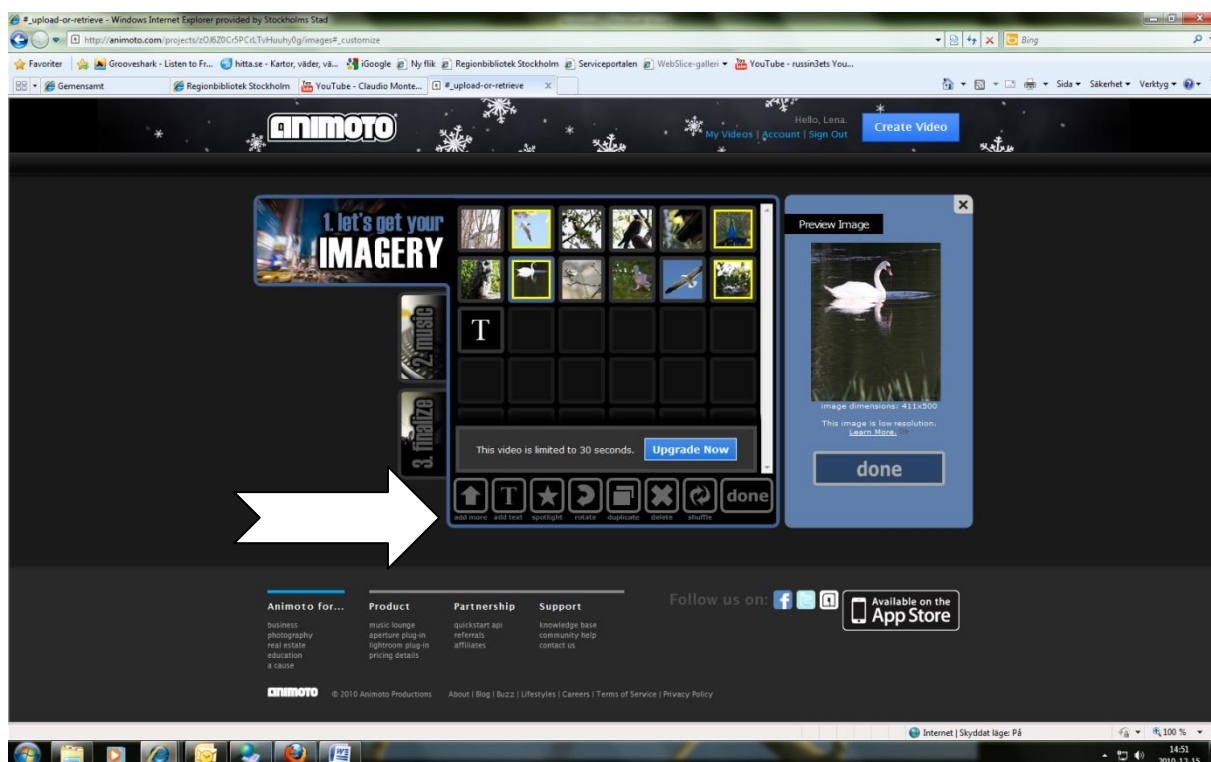 #_upload-or-retrieve - Windows Internet Explorer provided by Stockholms Stad
http://animoto.com/projects/zOJ6Z0Cr5PCrLTvHuuhy0g/images#_customize
Bing
Favoriter
Grooveshark - Listen to Fr...
hitta.se - Kartor, väder, vä...
iGoogle
Ny flik
Regionbibliotek Stockholm
Serviceportalen
WebSlice-galleri
YouTube - russin3ets You...
Gemensamt
Regionbibliotek Stockholm
YouTube - Claudio Monte...
#_upload-or-retrieve
Sida
Säkerhet
Verktyg
animoto
Hello, Lena.
My Videos | Account | Sign Out
Create Video
1. let's get your
IMAGERY
2. music
3. finalize
T
This video is limited to 30 seconds.
Upgrade Now
T
done
add more
add text
spotlight
rotate
duplicate
delete
shuffle
Preview Image
image dimensions: 411x500
This image is low resolution.
Learn More.
done
Animoto for...
business
photography
real estate
education
a cause
Product
music lounge
aperture plug-in
lightroom plug-in
pricing details
Partnership
quickstart api
referrals
affiliates
Support
knowledge base
community help
contact us
Follow us on:
Available on the
App Store
animoto
© 2010 Animoto Productions
About | Blog | Buzz | Lifestyles | Careers | Terms of Service | Privacy Policy
Internet | Skyddat läge: På
100 %
14:51
2010-12-15